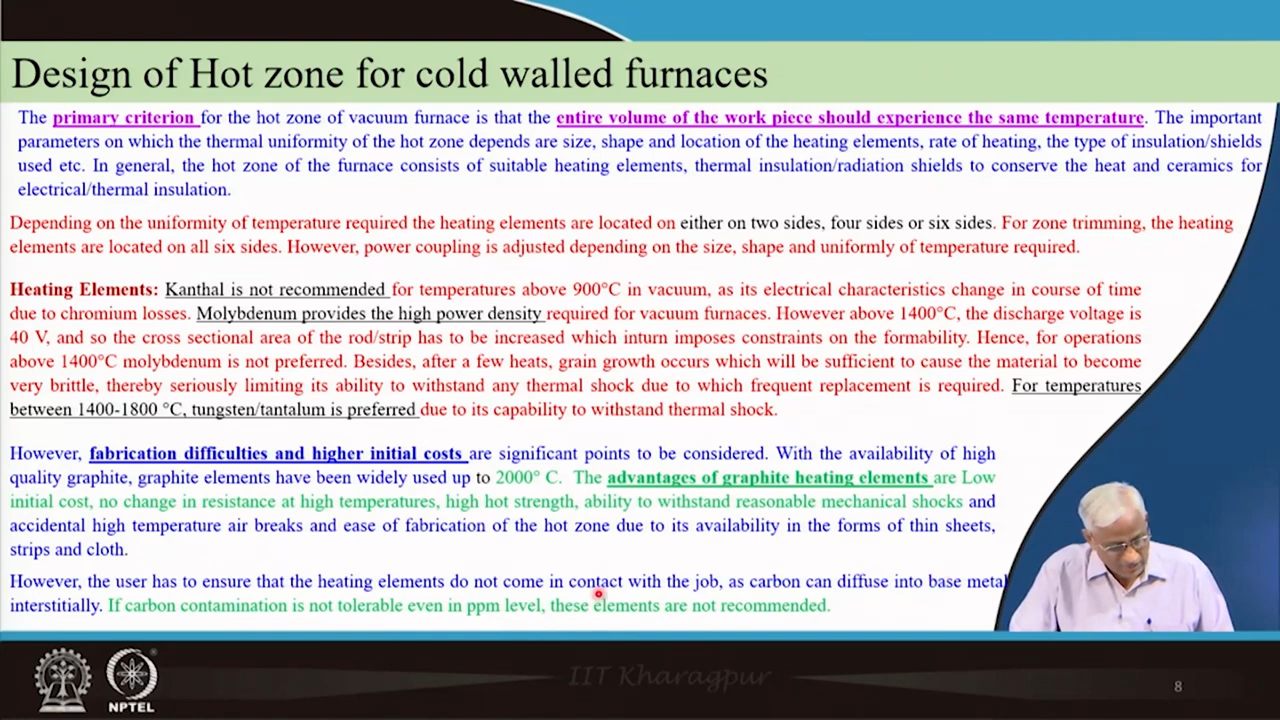 Design of Hot zone for cold walled furnaces
The primary criterion for the hot zone of vacuum furnace is that the entire volume of the work piece should experience the same temperature. The important
parameters on which the thermal uniformity of the hot zone depends are size, shape and location of the heating elements, rate of heating, the type of insulation/shields
used etc. In general, the hot zone of the furnace consists of suitable heating elements, thermal insulation/radiation shields to conserve the heat and ceramics for
electrical/thermal insulation.
Depending on the uniformity of temperature required the heating elements are located on either on two sides, four sides or six sides. For zone trimming, the heating
elements are located on all six sides. However, power coupling is adjusted depending on the size, shape and uniformly of temperature required.
Heating Elements: Kanthal is not recommended for temperatures above 900°C in vacuum, as its electrical characteristics change in course of time
due to chromium losses. Molybdenum provides the high power density required for vacuum furnaces. However above 1400°C, the discharge voltage is
40 V, and so the cross sectional area of the rod/strip has to be increased which inturn imposes constraints on the formability. Hence, for operations
above 1400°C molybdenum is not preferred. Besides, after a few heats, grain growth occurs which will be sufficient to cause the material to become
very brittle, thereby seriously limiting its ability to withstand any thermal shock due to which frequent replacement is required. For temperatures
between 1400-1800 °C, tungsten/tantalum is preferred due to its capability to withstand thermal shock.
However, fabrication difficulties and higher initial costs are significant points to be considered. With the availability of high
quality graphite, graphite elements have been widely used up to 2000° C. The advantages of graphite heating elements are Low
initial cost, no change in resistance at high temperatures, high hot strength, ability to withstand reasonable mechanical shocks and
accidental high temperature air breaks and ease of fabrication of the hot zone due to its availability in the forms of thin sheets,
strips and cloth.
However, the user has to ensure that the heating elements do not come in contact with the job, as carbon can diffuse into base metal
interstitially. If carbon contamination is not tolerable even in ppm level, these elements are not recommended.
NPTEL
IIT Kharagpur
8